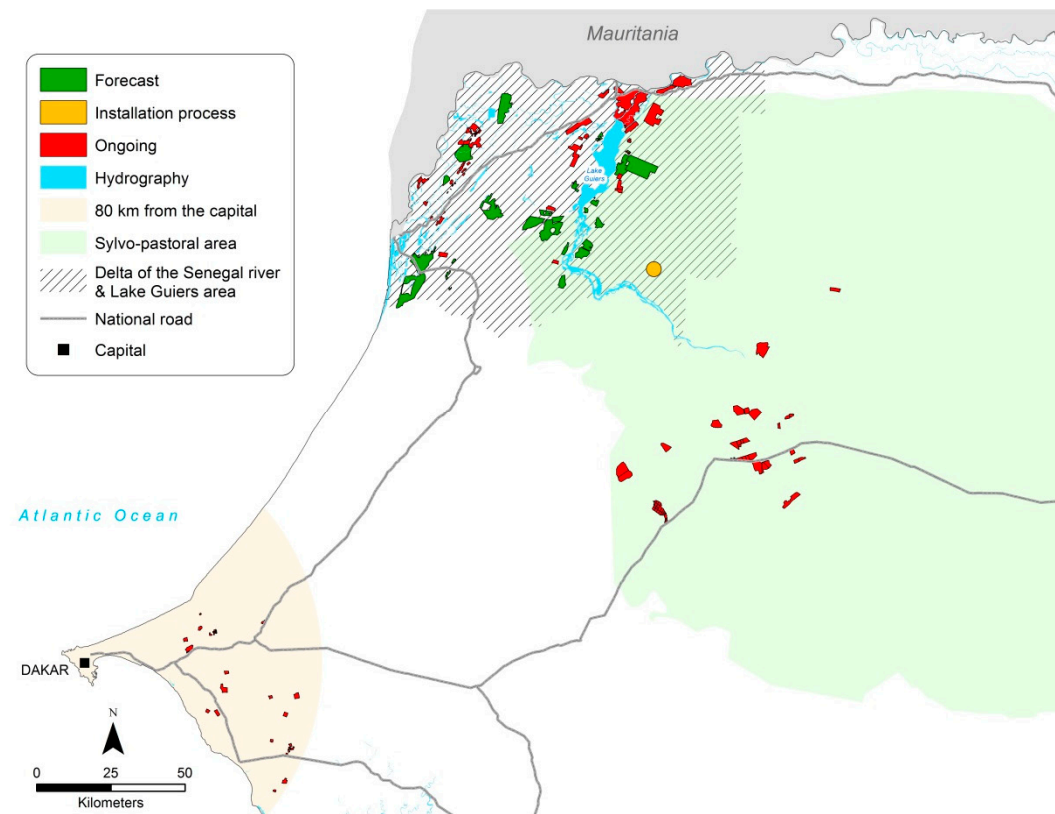 Mauritania
Forecast
Installation process
Ongoing
Hydrography
80 km from the capital
Sylvo-pastoral area
Delta of the Senegal river
& Lake Guiers area
National road
Capital
Lake
Guiers
Atlantic Ocean
DAKAR
N
0 25 50
Kilometers